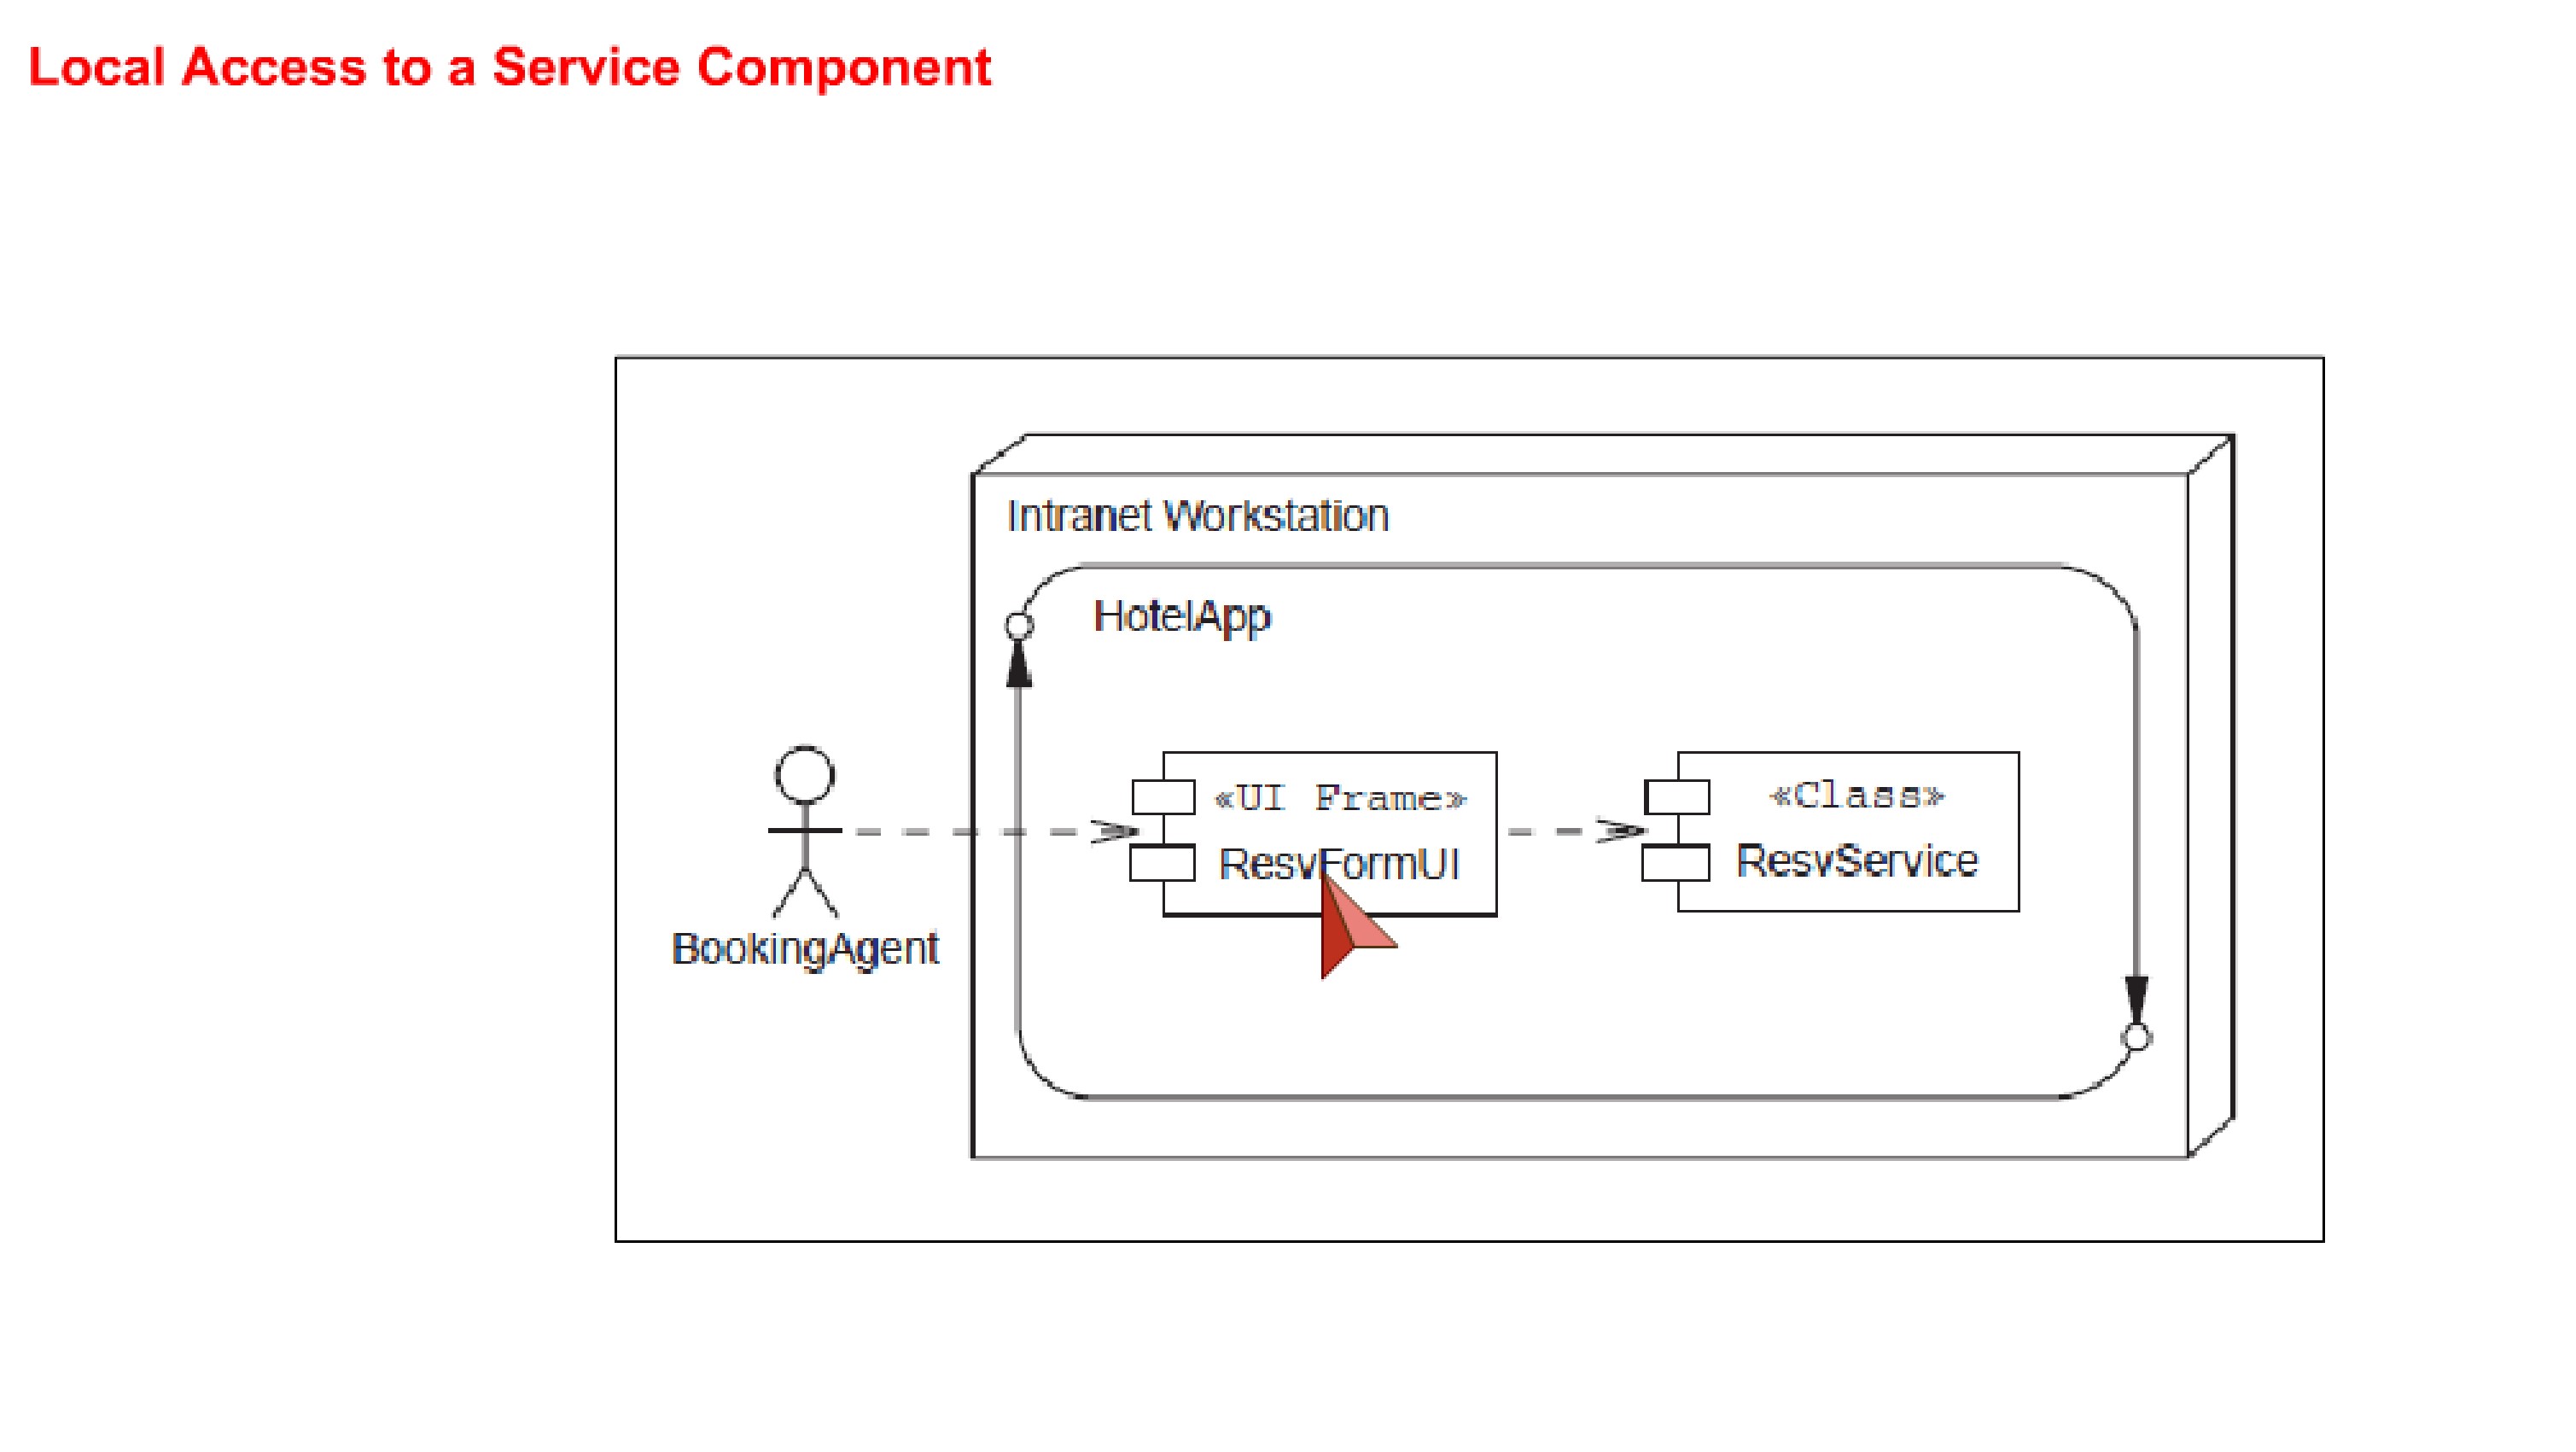 Local Access to a Service Component
Intranet Workstation
HotelApp
«UI Frame»
ResvFormUI
«Class»
ResvService
BookingAgent